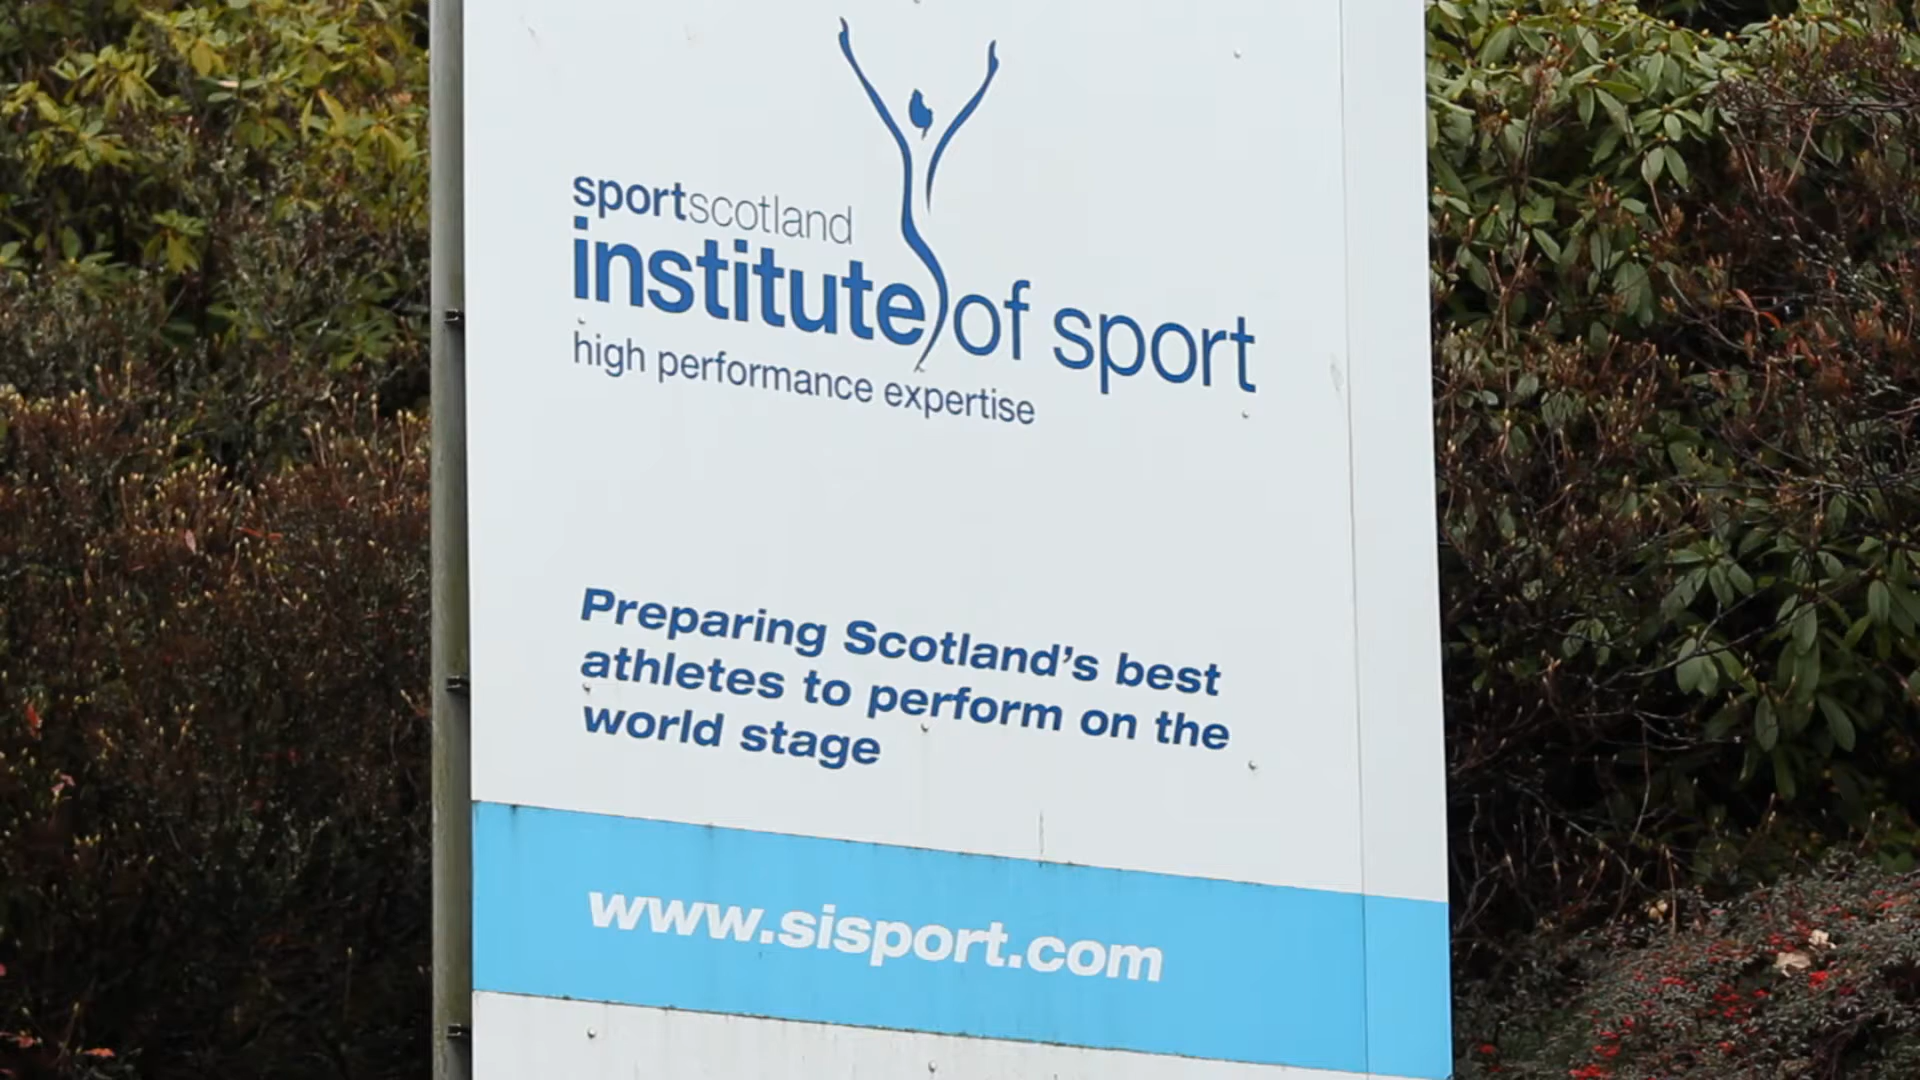 sportscotland
institute of sport
high performance expertise
Preparing Scotland's best
athletes to perform on the
world stage
www.sisport.com